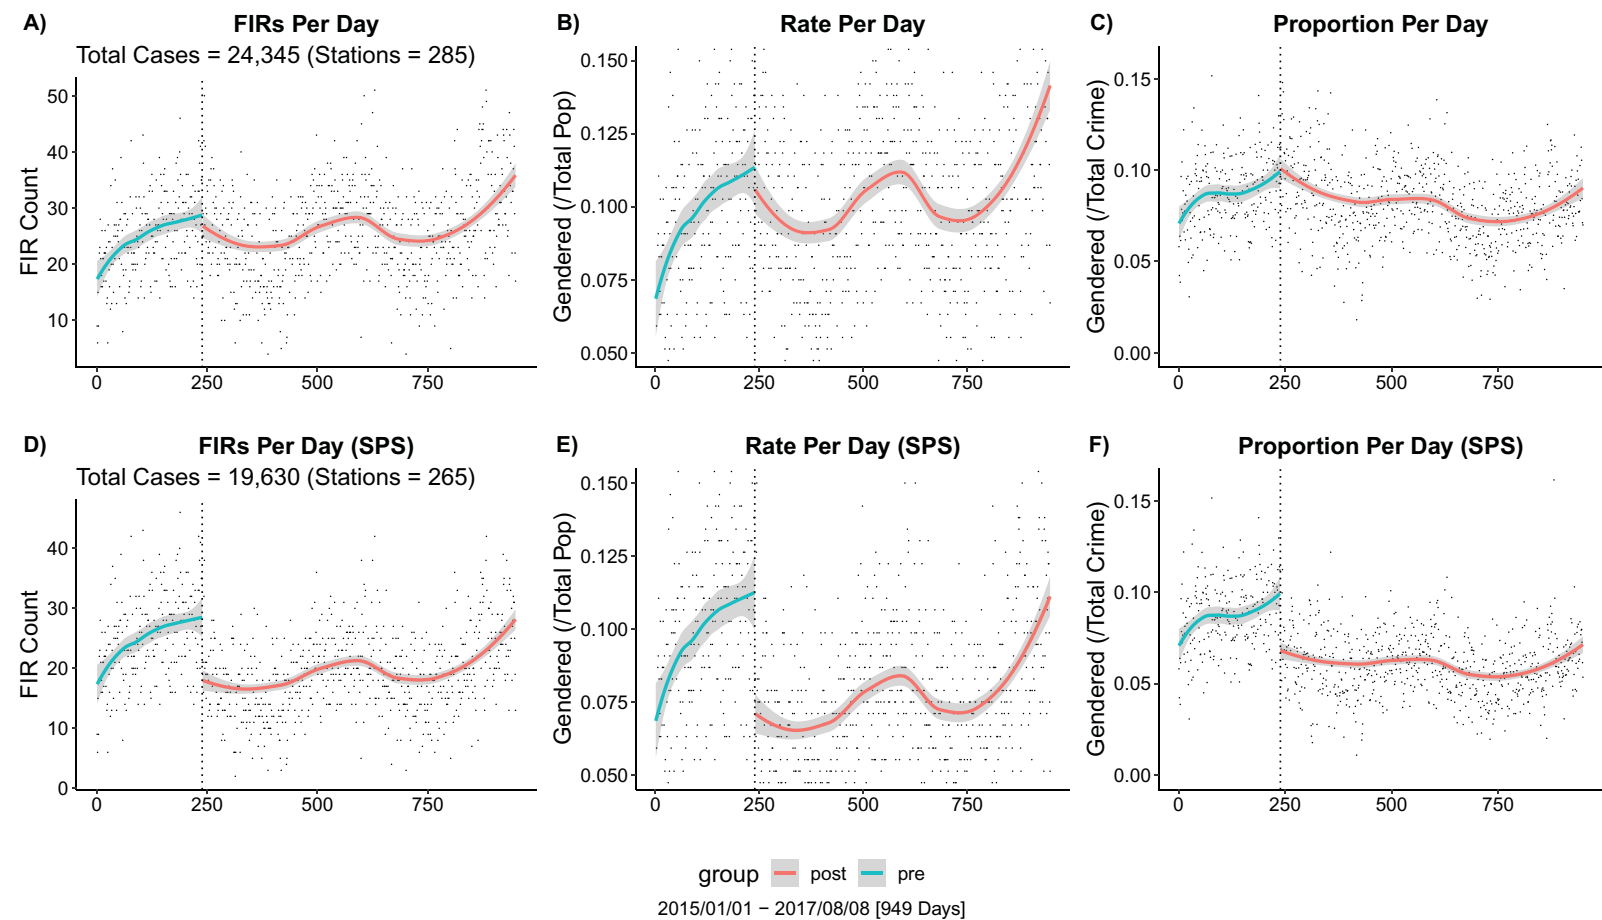 A)
FIRs Per Day
Total Cases = 24,345 (Stations = 285)
FIR Count
50
40
30
20
10
0
250
500
750
B)
Rate Per Day
Gendered (/Total Pop)
0.150
0.125
0.100
0.075
0.050
0
250
500
750
C)
Proportion Per Day
Gendered (/Total Crime)
0.15
0.10
0.05
0.00
0
250
500
750
D)
FIRs Per Day (SPS)
Total Cases = 19,630 (Stations = 265)
FIR Count
40
30
20
10
0
0
250
500
750
E)
Rate Per Day (SPS)
Gendered (/Total Pop)
0.150
0.125
0.100
0.075
0.050
0
250
500
750
F)
Proportion Per Day (SPS)
Gendered (/Total Crime)
0.15
0.10
0.05
0.00
0
250
500
750
group post pre
2015/01/01 − 2017/08/08 [949 Days]